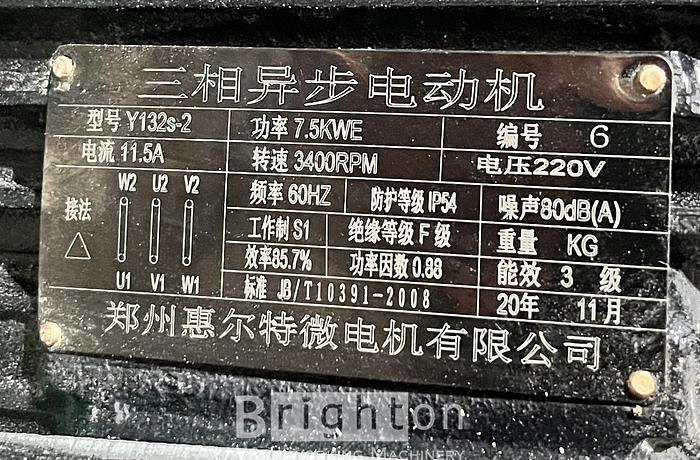 三相异步电动机
型号 Y132s-2 功率 7.5KWE 编号 6
电流 11.5A 转速 3400RPM 电压220V
W2 U2 V2 频率 60HZ 防护等级 IP54 噪声80dB(A)
接法 工作制 S1 绝缘等级 F 级 重量 KG
△ 效率85.7% 功率因数 0.88 能效 3 级
U1 V1 W1 标准 JB/T10391-2008 20年 11月
郑州惠尔特微电机有限公司
Brighton
Machinery